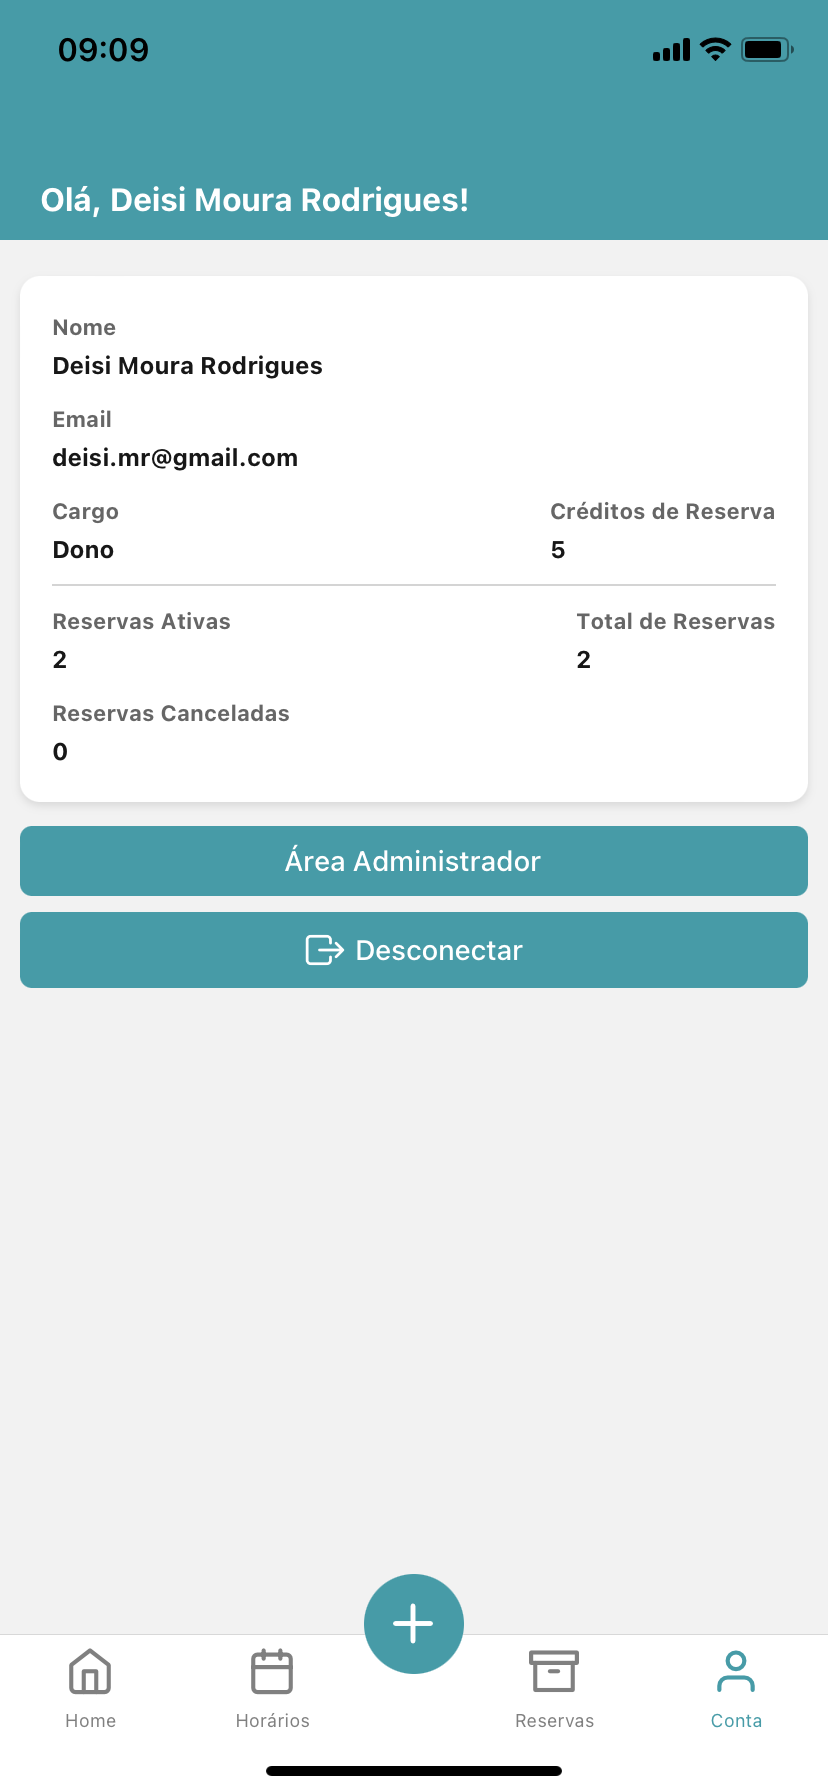 09:09
Olá, Deisi Moura Rodrigues!
Nome
Deisi Moura Rodrigues
Email
deisi.mr@gmail.com
Cargo
Créditos de Reserva
Dono
5
Reservas Ativas
Total de Reservas
2
2
Reservas Canceladas
0
Área Administrador
Desconectar
Home
Horários
Reservas
Conta